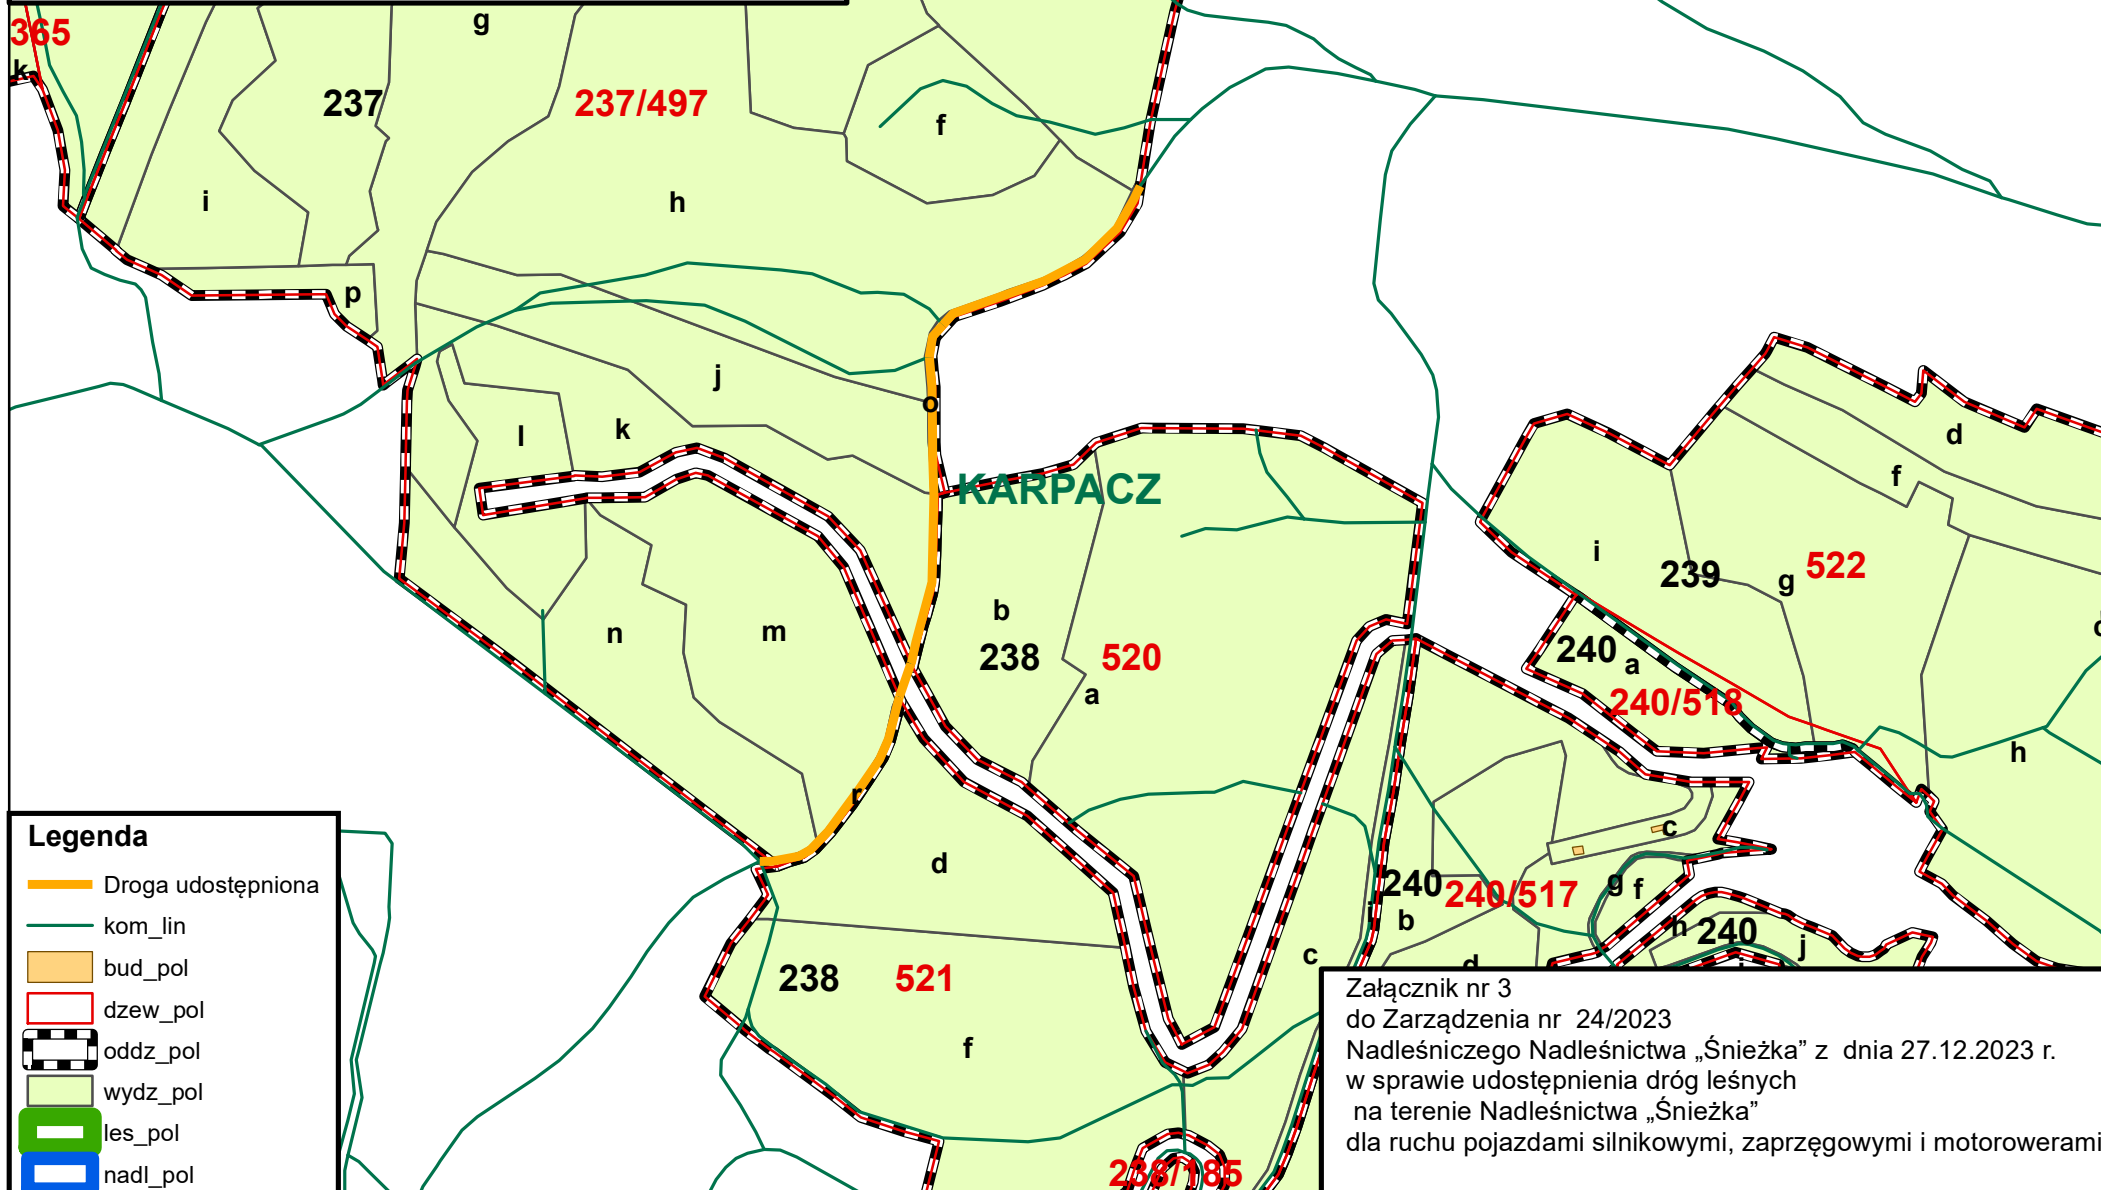 g
365
k
237
237/497
f
i
h
p
j
o
l
k
KARPACZ
d
f
i
239
g
522
b
n
m
238
520
240
a
a
240/518
h
r
c
d
240
240/517
g
f
i
b
h
240
j
c
d
238
521
f
238/185
Legenda
Droga udostępniona
kom_lin
bud_pol
dzew_pol
oddz_pol
wydz_pol
les_pol
nadl_pol
Załącznik nr 3
do Zarządzenia nr 24/2023
Nadleśniczego Nadleśnictwa „Śnieżka” z dnia 27.12.2023 r.
w sprawie udostępnienia dróg leśnych
na terenie Nadleśnictwa „Śnieżka”
dla ruchu pojazdami silnikowymi, zaprzęgowymi i motorowerami